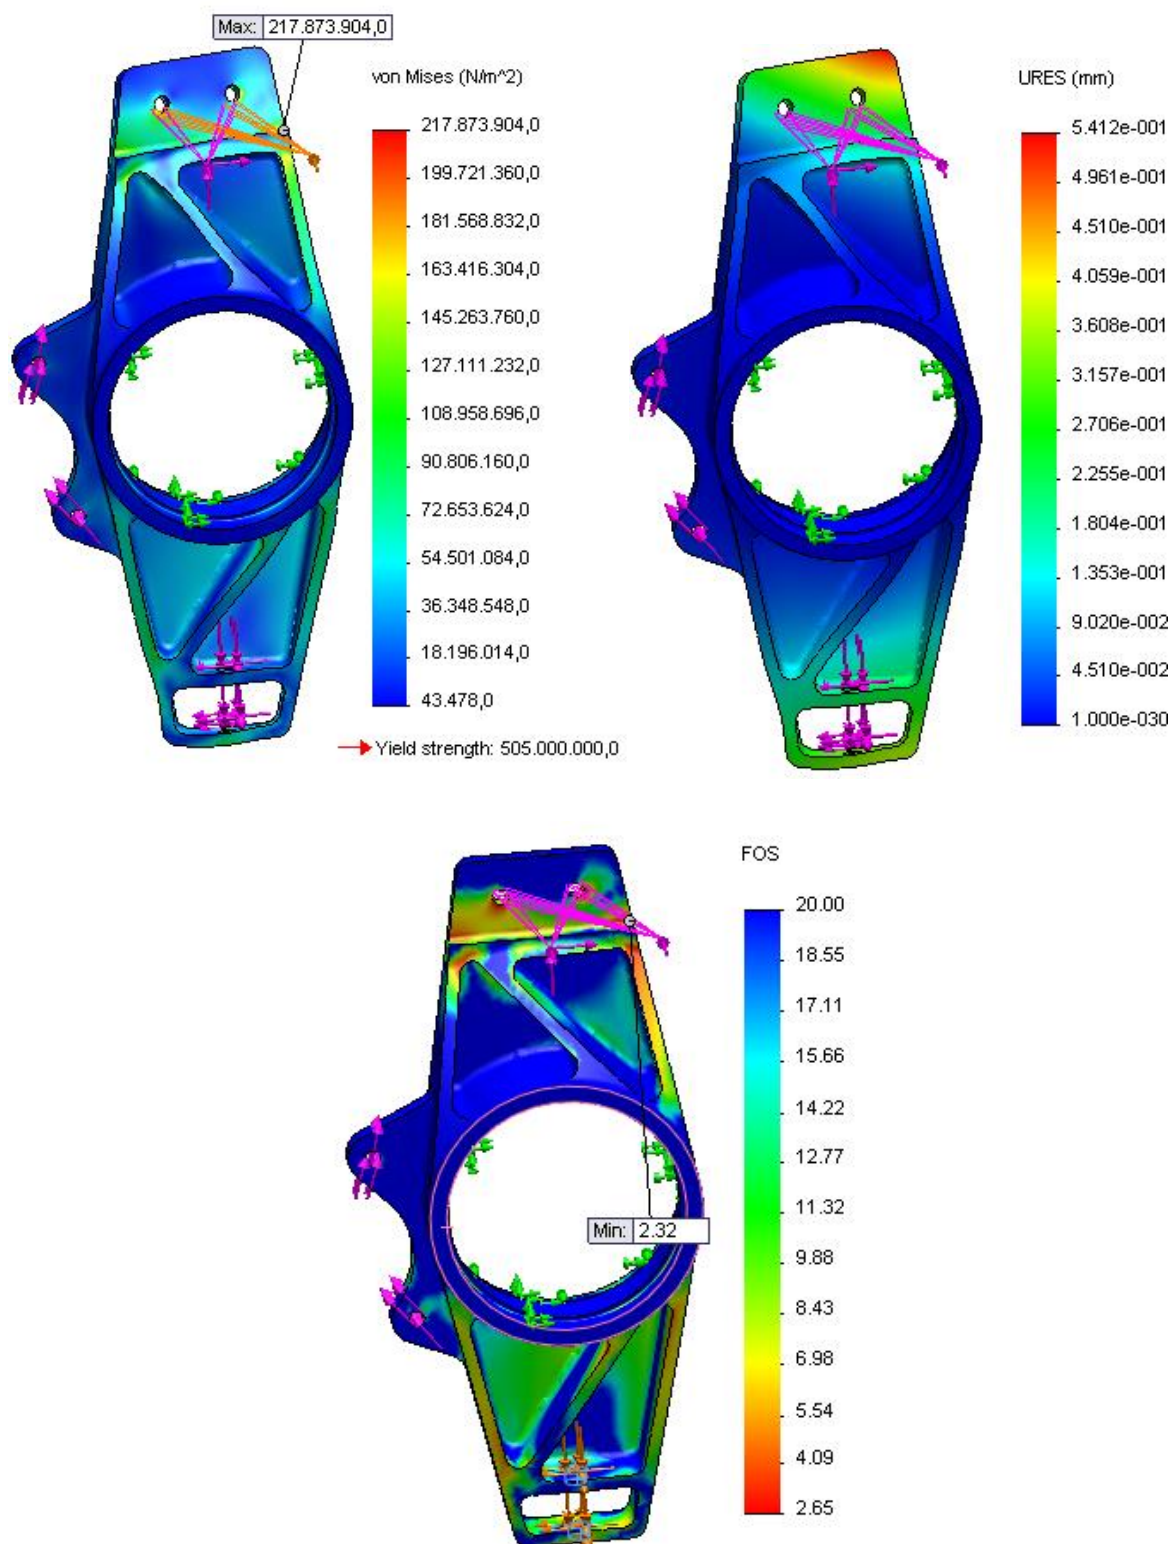 Max: 217.873.904,0
von Mises (N/m^2)
217.873.904,0
199.721.360,0
181.568.832,0
163.416.304,0
145.263.760,0
127.111.232,0
108.958.696,0
90.806.160,0
72.653.624,0
54.501.084,0
36.348.548,0
18.196.014,0
43.478,0
Yield strength: 505.000.000,0
URES (mm)
5.412e-001
4.961e-001
4.510e-001
4.059e-001
3.608e-001
3.157e-001
2.706e-001
2.255e-001
1.804e-001
1.353e-001
9.020e-002
4.510e-002
1.000e-030
FOS
20.00
18.55
17.11
15.66
14.22
12.77
11.32
9.88
8.43
6.98
5.54
4.09
2.65
Min: 2.32